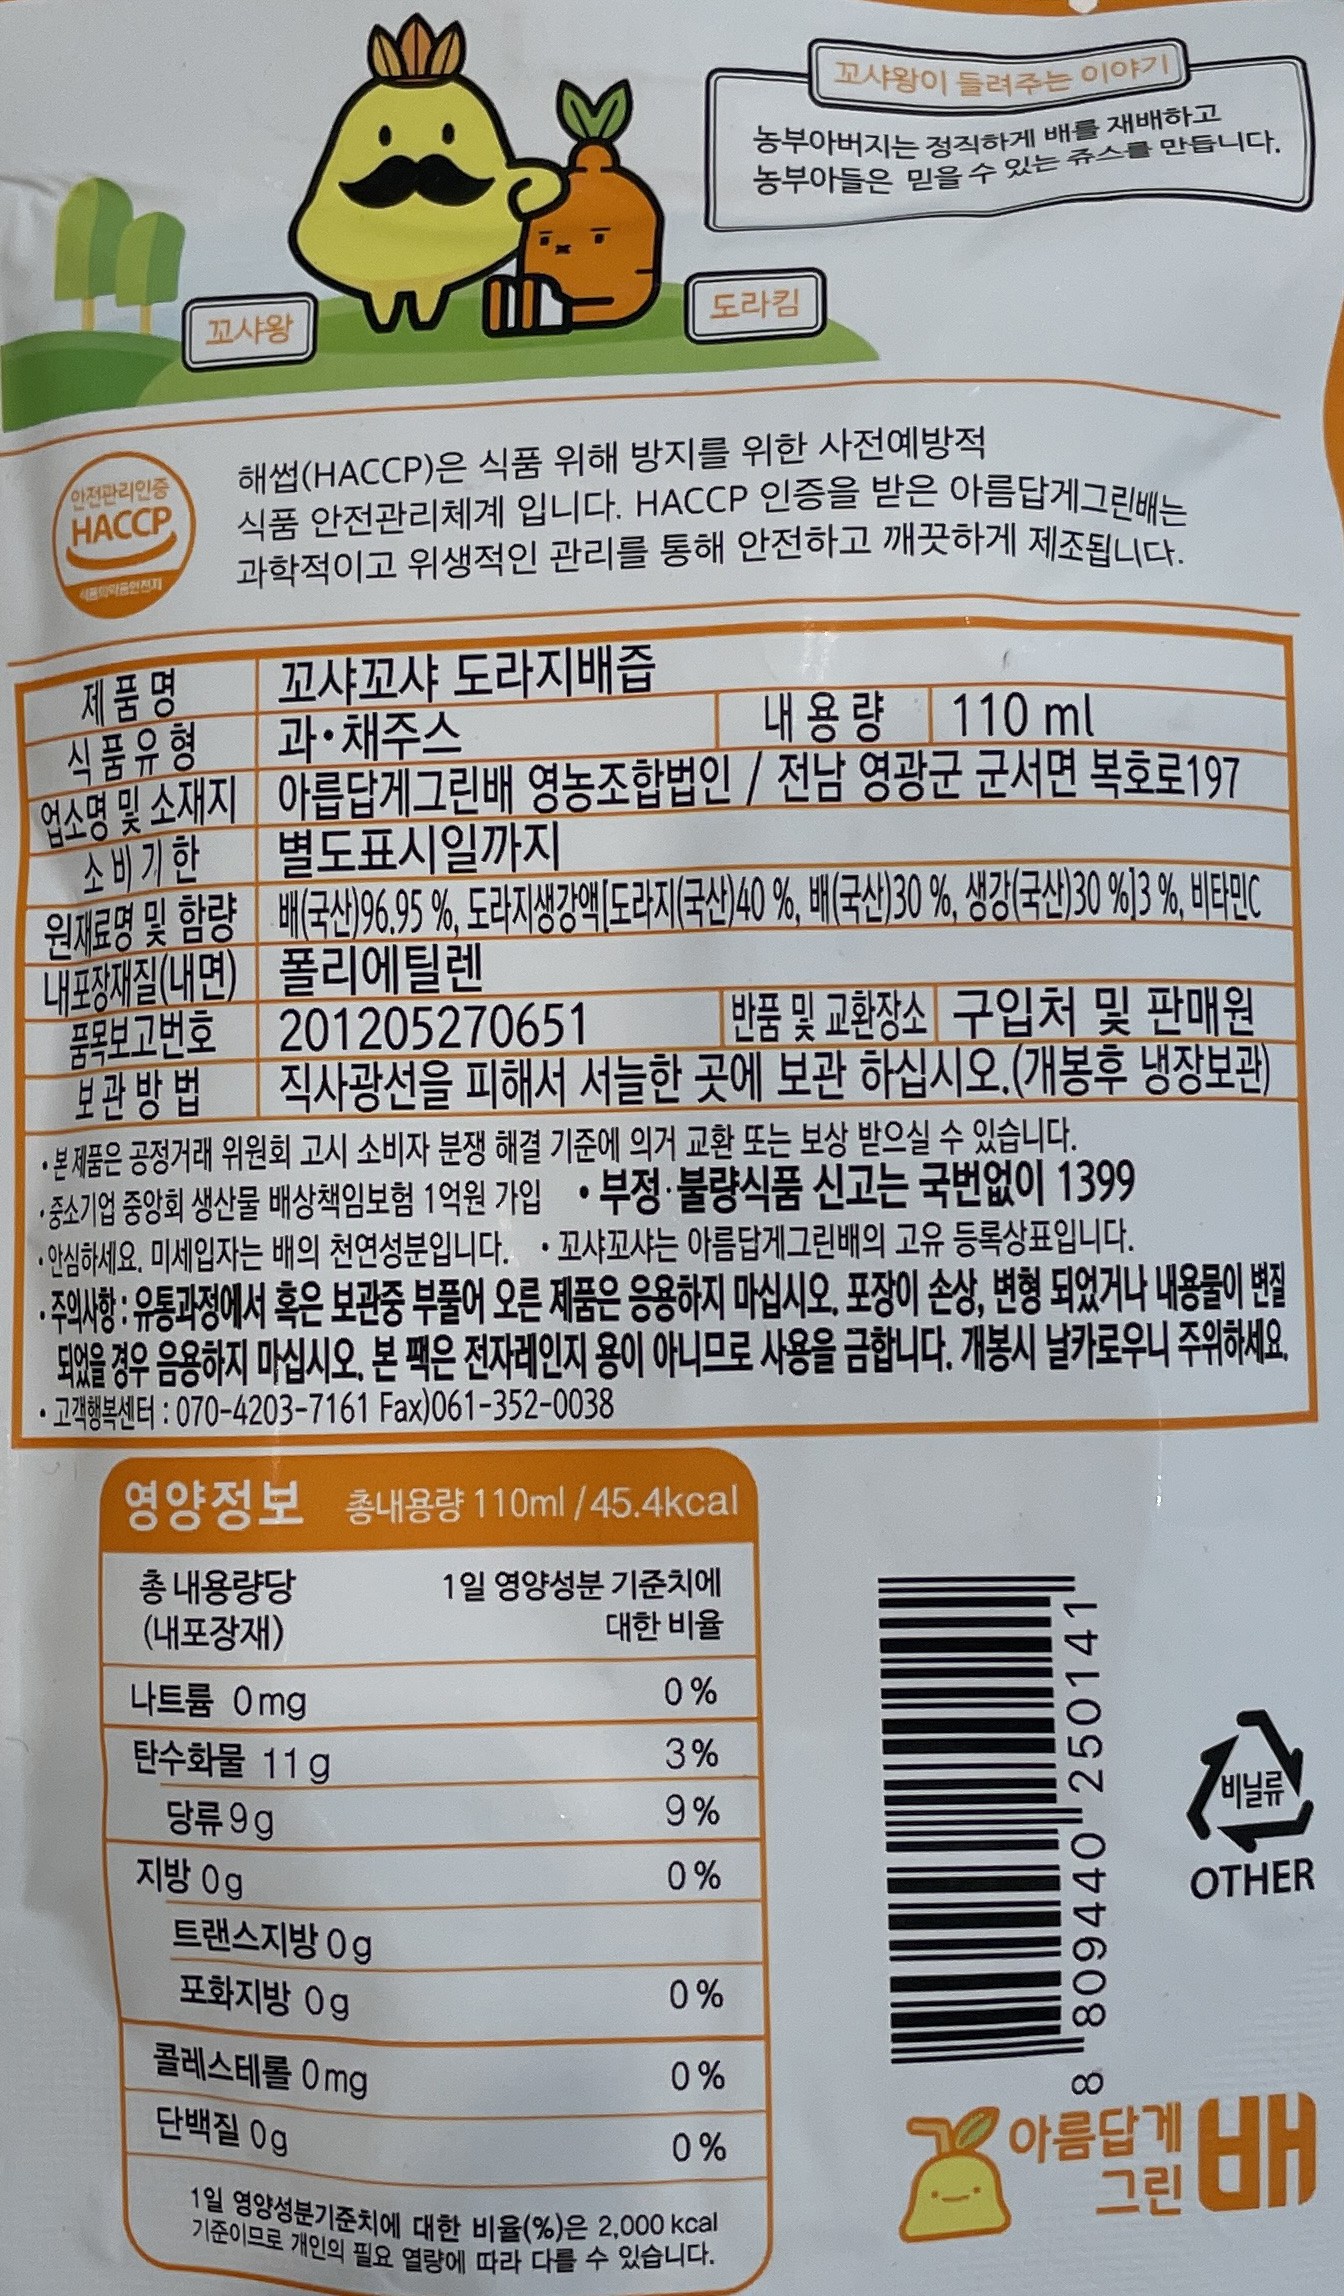 꼬샤왕이 들려주는 이야기
농부아버지는 정직하게 배를 재배하고
농부아들은 믿을 수 있는 쥬스를 만듭니다.
꼬샤왕
도라킴
안전관리인증
HACCP
식품의약품안전처
해썹(HACCP)은 식품 위해 방지를 위한 사전예방적
식품 안전관리체계 입니다. HACCP 인증을 받은 아름답게그린배는
과학적이고 위생적인 관리를 통해 안전하고 깨끗하게 제조됩니다.
제품명 꼬샤꼬샤 도라지배즙
식품유형 과·채주스 내용량 110 ml
업소명 및 소재지 아릅답게그린배 영농조합법인 / 전남 영광군 군서면 복호로197
소비기한 별도표시일까지
원재료명 및 함량 배(국산)96.95 %, 도라지생강액[도라지(국산)40 %, 배(국산)30 %, 생강(국산)30 %]3 %, 비타민C
내포장재질(내면) 폴리에틸렌
품목보고번호 201205270651 반품 및 교환장소 구입처 및 판매원
보관방법 직사광선을 피해서 서늘한 곳에 보관 하십시오.(개봉후 냉장보관)
• 본 제품은 공정거래 위원회 고시 소비자 분쟁 해결 기준에 의거 교환 또는 보상 받으실 수 있습니다.
• 중소기업 중앙회 생산물 배상책임보험 1억원 가입 • 부정·불량식품 신고는 국번없이 1399
• 안심하세요. 미세입자는 배의 천연성분입니다. • 꼬샤꼬샤는 아름답게그린배의 고유 등록상표입니다.
• 주의사항 : 유통과정에서 혹은 보관중 부풀어 오른 제품은 응용하지 마십시오, 포장이 손상, 변형 되었거나 내용물이 변질
되었을 경우 음용하지 마십시오, 본 팩은 전자레인지 용이 아니므로 사용을 금합니다. 개봉시 날카로우니 주위하세요.
• 고객행복센터 : 070-4203-7161 Fax)061-352-0038
영양정보 총내용량 110ml / 45.4kcal
총 내용량당 1일 영양성분 기준치에
(내포장재) 대한 비율
나트륨 0mg 0%
탄수화물 11g 3%
당류 9g 9%
지방 0g 0%
트랜스지방 0g
포화지방 0g 0%
콜레스테롤 0mg 0%
단백질 0g 0%
1일 영양성분기준치에 대한 비율(%)은 2,000 kcal
기준이므로 개인의 필요 열량에 따라 다를 수 있습니다.
8 809440 250141
비닐류
OTHER
아름답게
그린
배